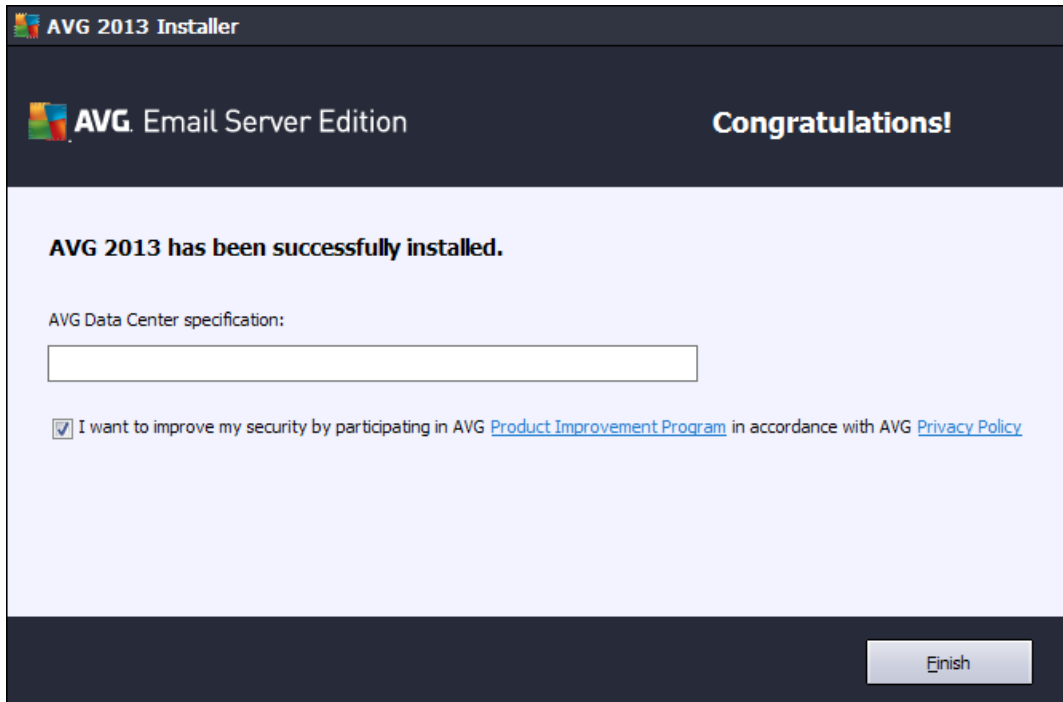 AVG 2013 Installer
AVG. Email Server Edition
Congratulations!
AVG 2013 has been successfully installed.
AVG Data Center specification:
I want to improve my security by participating in AVG Product Improvement Program in accordance with AVG Privacy Policy
Finish